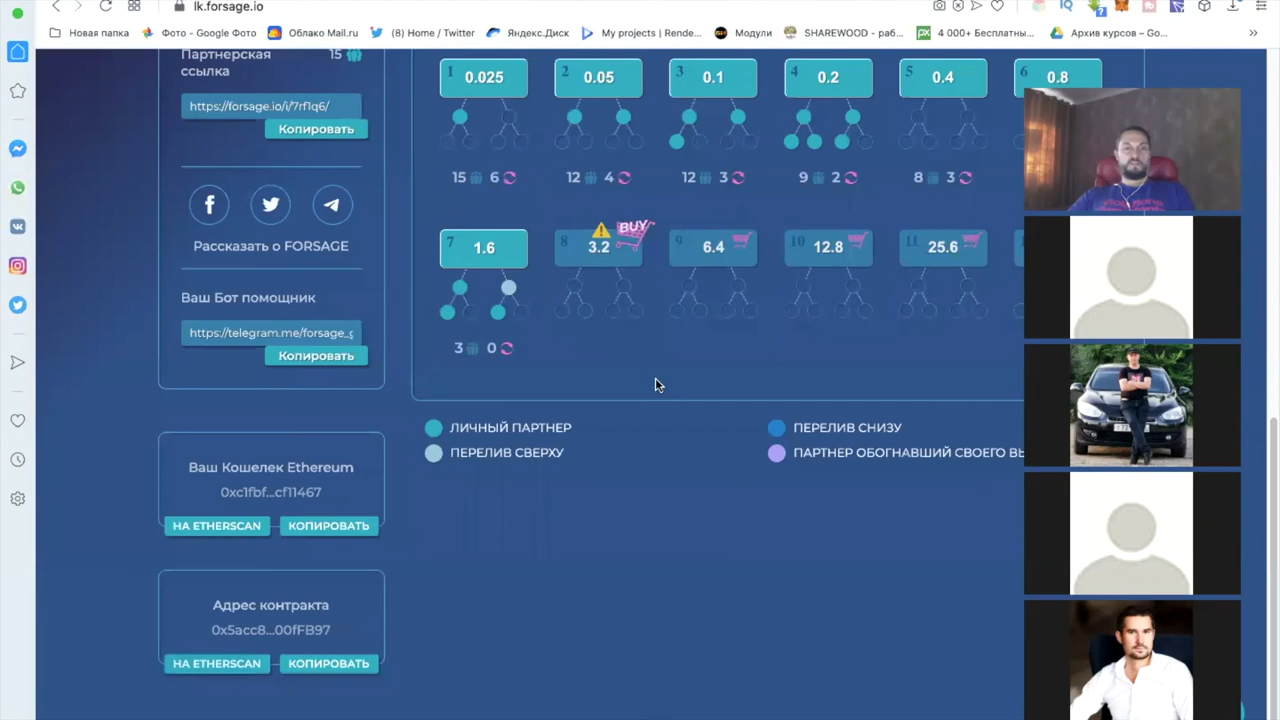 lk.forsage.io
Новая папка
Фото - Google Фото
Облако Mail.ru
(8) Home / Twitter
Яндекс.Диск
My projects | Rende...
Модули
SHAREWOOD - раб...
4 000+ Бесплатны...
Архив курсов – Go...
Партнерская 15
ссылка
https://forsage.io/i/7rf1q6/
Копировать
Рассказать о FORSAGE
Ваш Бот помощник
https://telegram.me/forsage_g
Копировать
Ваш Кошелек Ethereum
0xc1fbf...cf11467
НА ETHERSCAN КОПИРОВАТЬ
Адрес контракта
0x5acc8...00fFB97
НА ETHERSCAN КОПИРОВАТЬ
1 0.025 2 0.05 3 0.1 4 0.2 5 0.4 6 0.8
15 6 12 4 12 3 9 2 8 3
7 1.6 8 3.2 BUY 9 6.4 10 12.8 11 25.6
3 0
ЛИЧНЫЙ ПАРТНЕР
ПЕРЕЛИВ СВЕРХУ
ПЕРЕЛИВ СНИЗУ
ПАРТНЕР ОБОГНАВШИЙ СВОЕГО